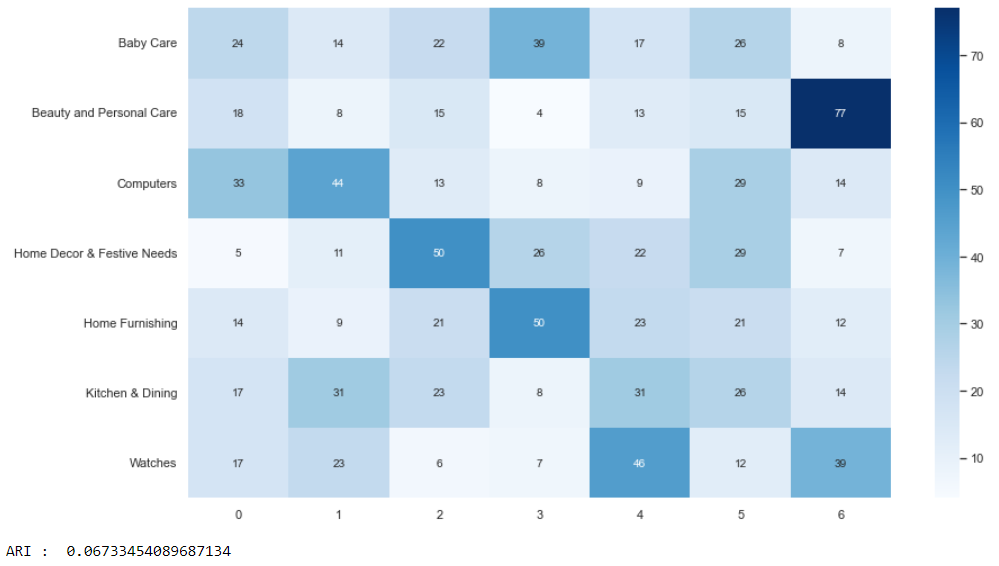 Baby Care 24 14 22 39 17 26 8
70
Beauty and Personal Care 18 8 15 4 13 15 77
60
Computers 33 44 13 8 9 29 14
50
Home Decor & Festive Needs 5 11 50 26 22 29 7
40
Home Furnishing 14 9 21 50 23 21 12
30
Kitchen & Dining 17 31 23 8 31 26 14
20
Watches 17 23 6 7 46 12 39
10
0 1 2 3 4 5 6
ARI : 0.06733454089687134